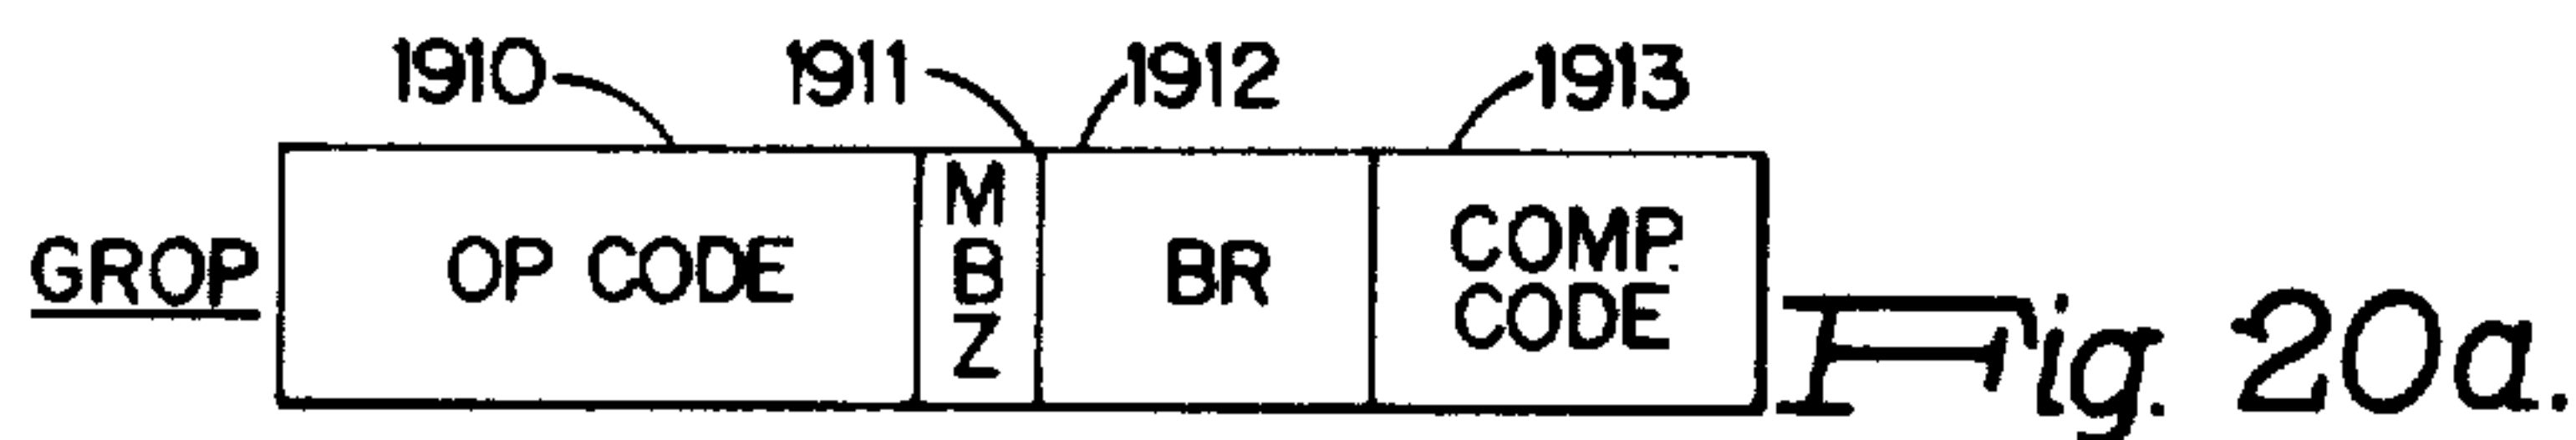 1910 1911 1912 1913
GROP
OP CODE
M
B
Z
BR
COMP.
CODE
Fig. 20a.